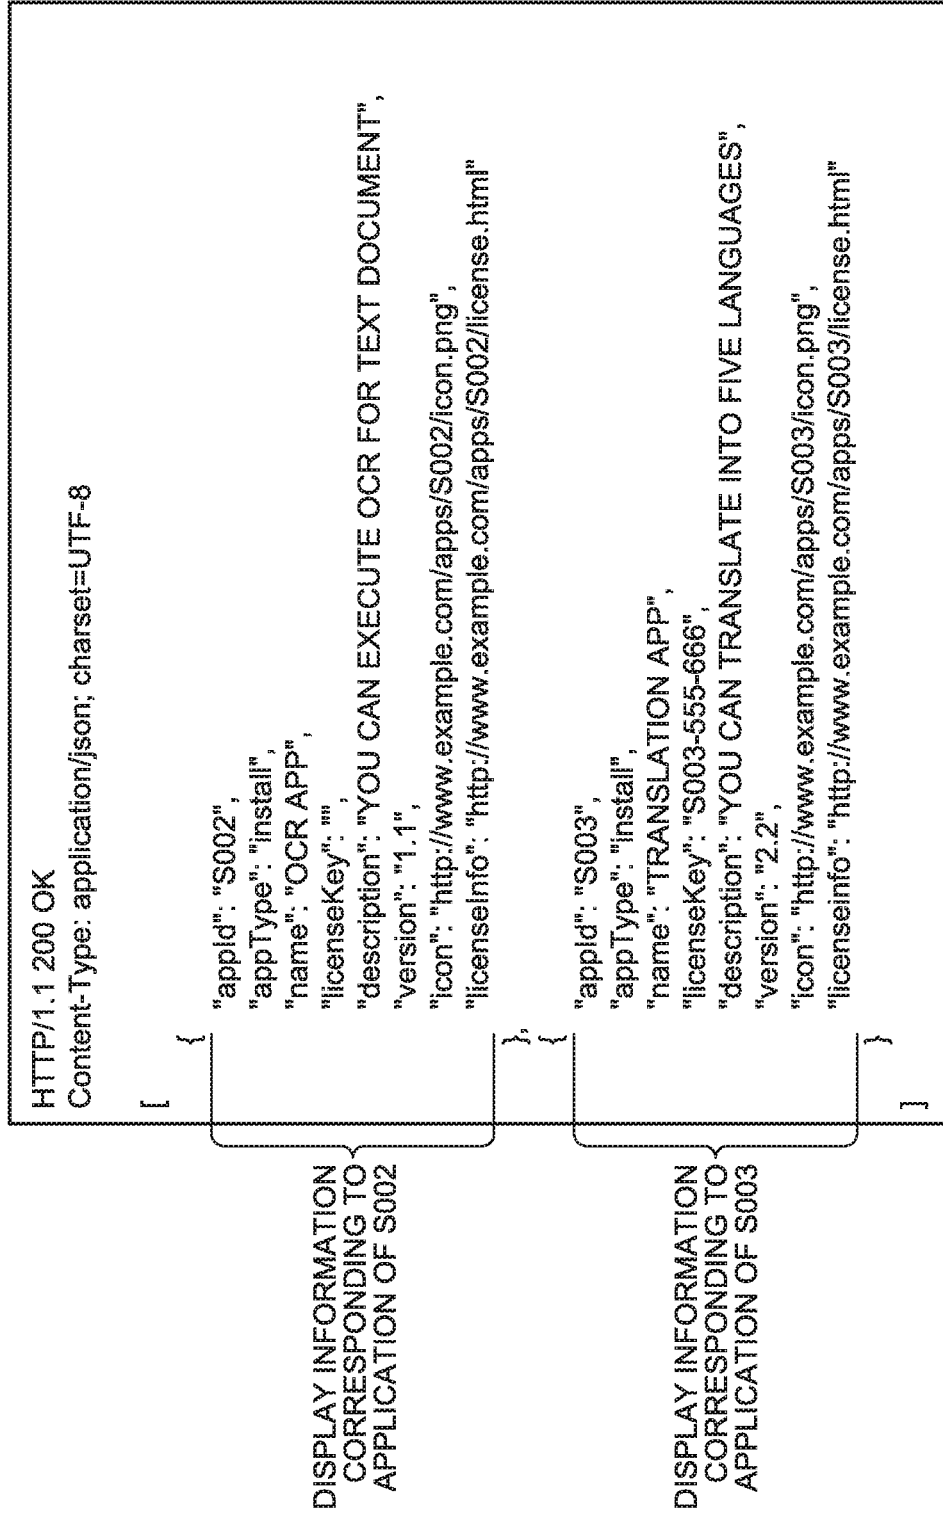 HTTP/1.1 200 OK
Content-Type: application/json; charset=UTF-8
[
{
"appId": "S002",
"appType": "install",
"name": "OCR APP",
"licenseKey": "",
"description": "YOU CAN EXECUTE OCR FOR TEXT DOCUMENT",
"version": "1.1",
"icon": "http://www.example.com/apps/S002/icon.png",
"licenseInfo": "http://www.example.com/apps/S002/license.html"
},
{
"appId": "S003",
"appType": "install",
"name": "TRANSLATION APP",
"licenseKey": "S003-555-666",
"description": "YOU CAN TRANSLATE INTO FIVE LANGUAGES",
"version": "2.2",
"icon": "http://www.example.com/apps/S003/icon.png",
"licenseInfo": "http://www.example.com/apps/S003/license.html"
}
]
DISPLAY INFORMATION
CORRESPONDING TO
APPLICATION OF S002
DISPLAY INFORMATION
CORRESPONDING TO
APPLICATION OF S003